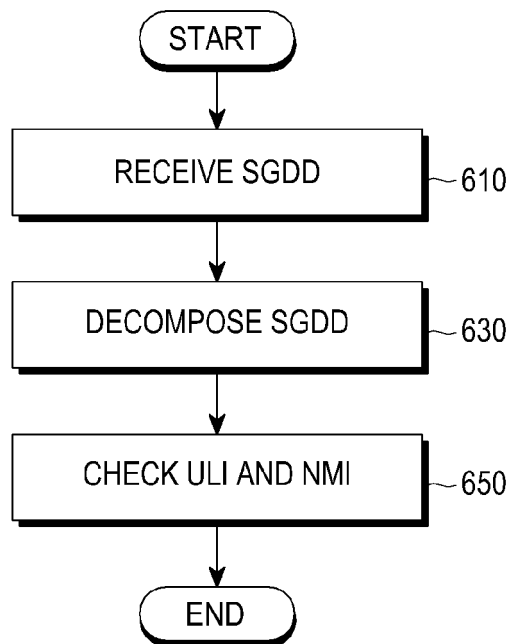 START
RECEIVE SGDD
610
DECOMPOSE SGDD
630
CHECK ULI AND NMI
650
END